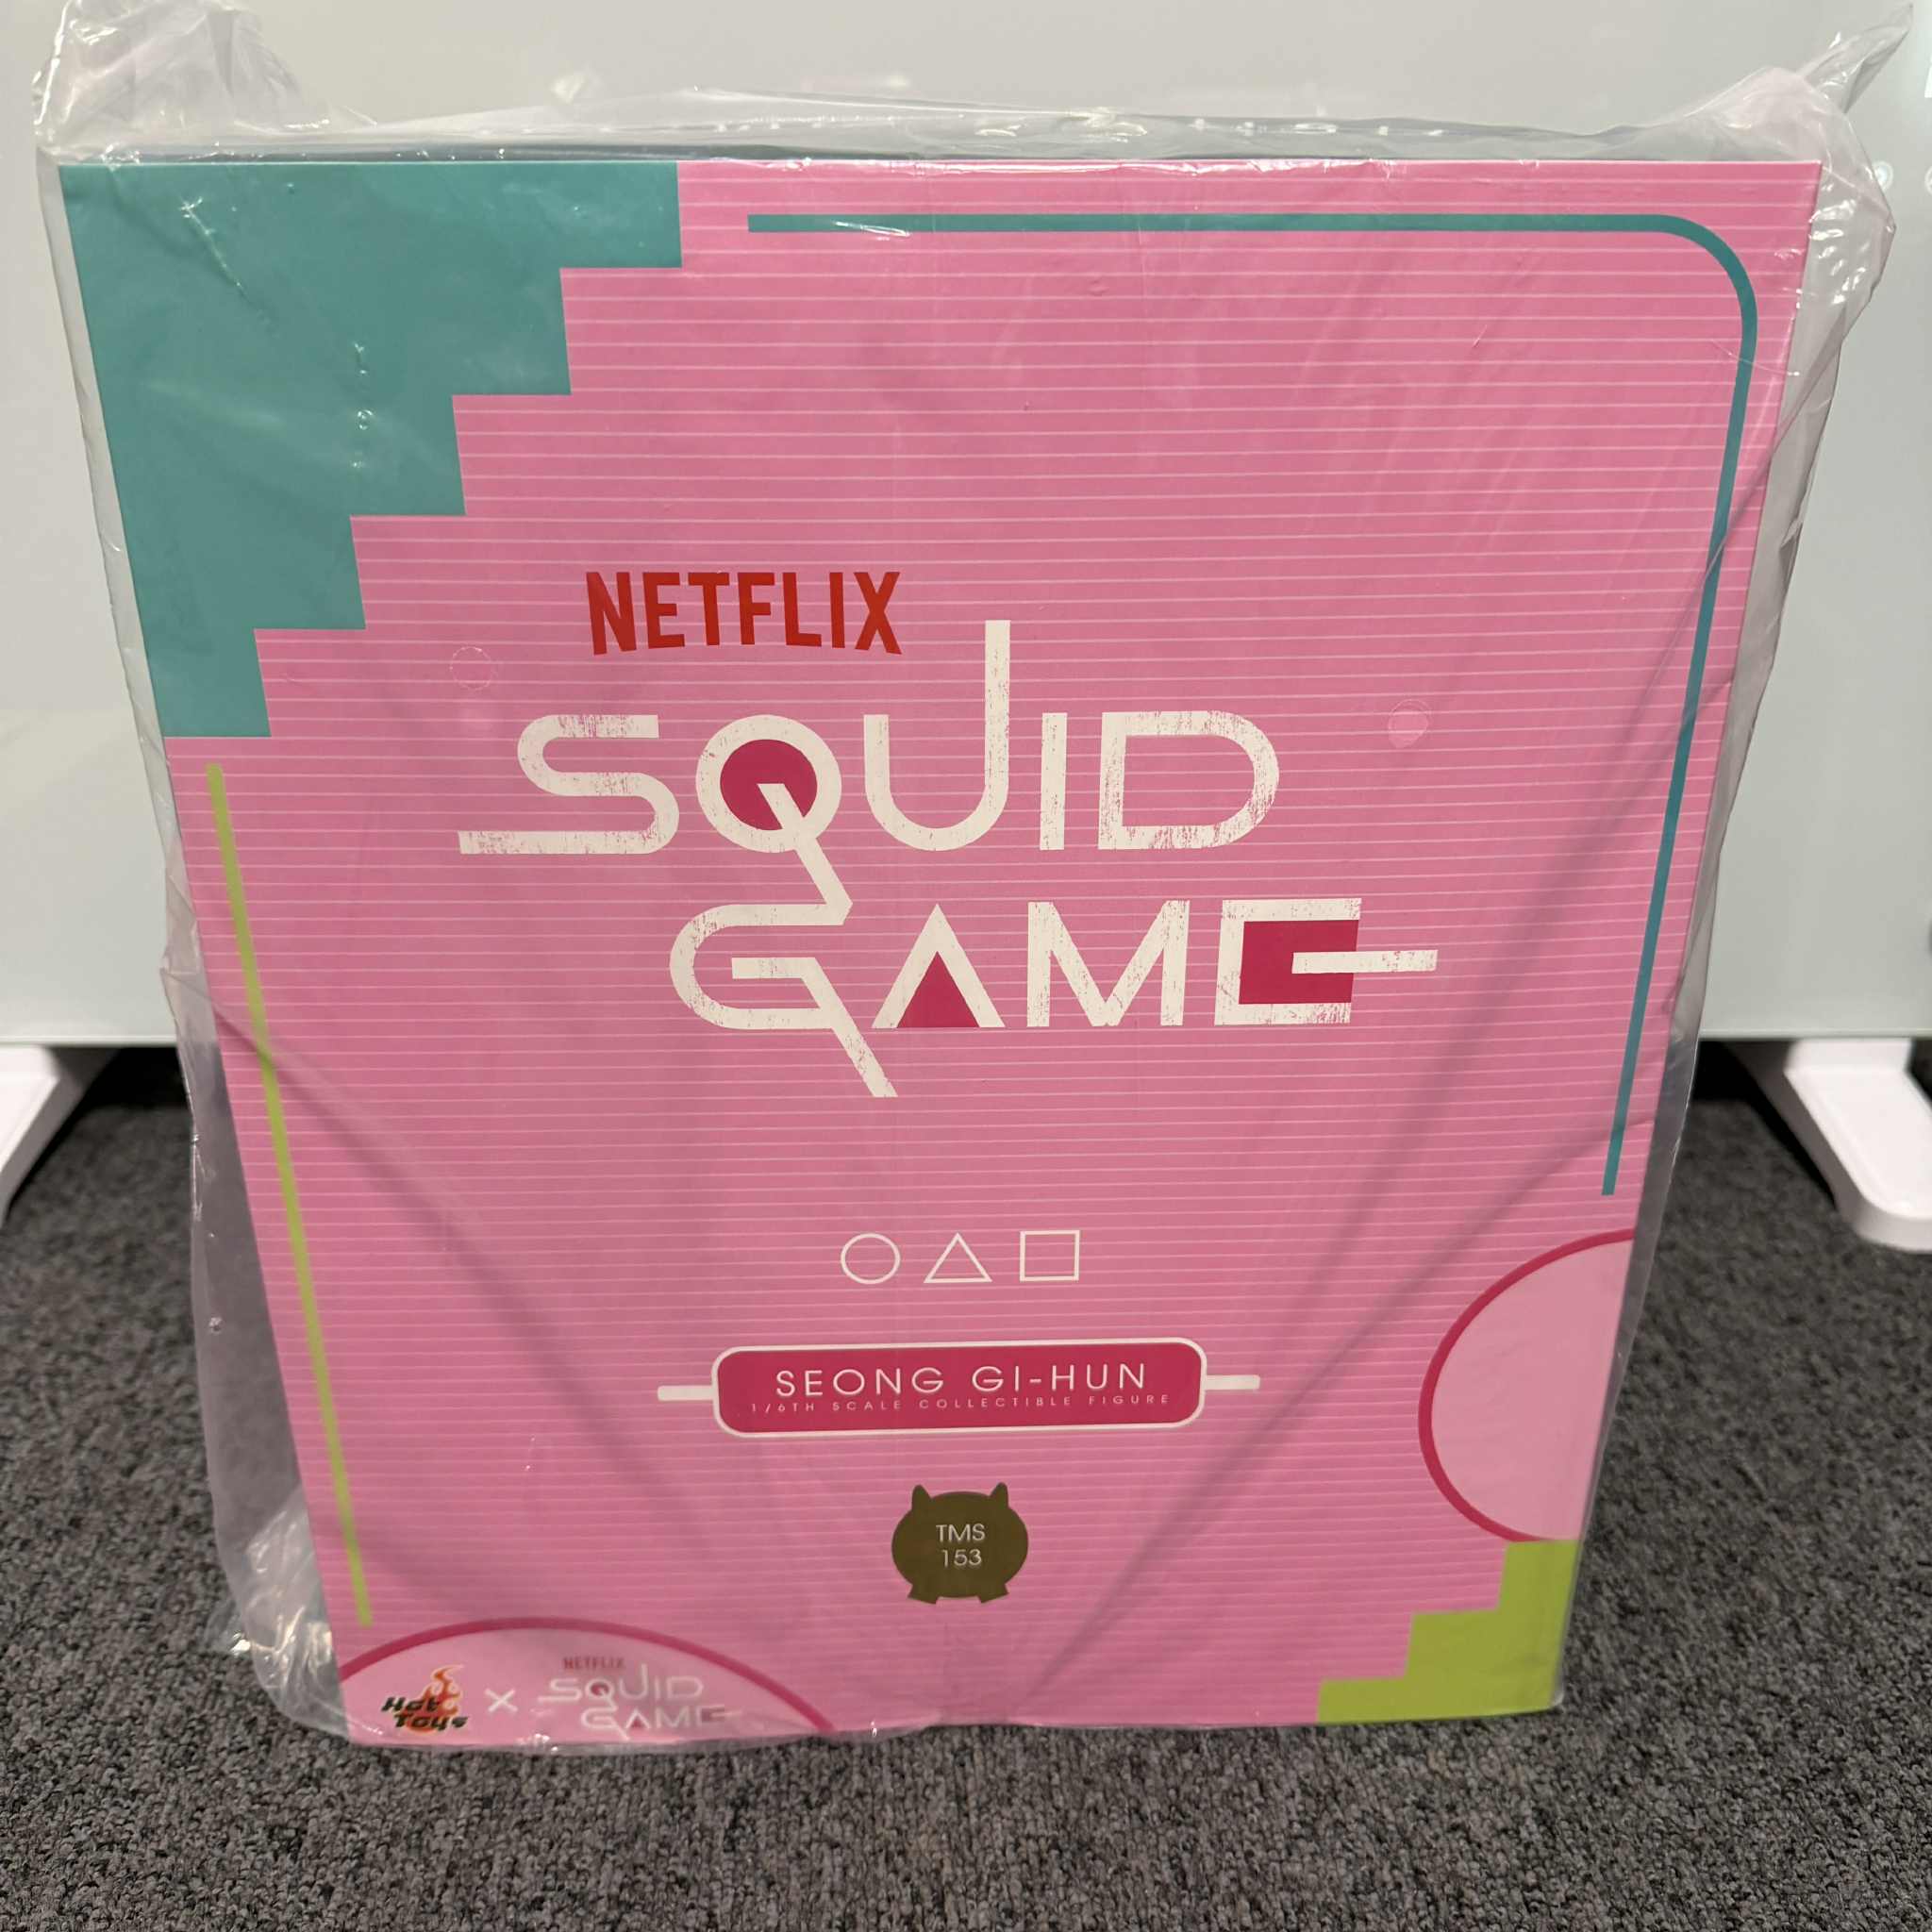 NETFLIX
SQUID
GAME
SEONG GI-HUN
1/6TH SCALE COLLECTIBLE FIGURE
TMS
153
Hot
Toys
X
NETFLIX
SQUID
GAME